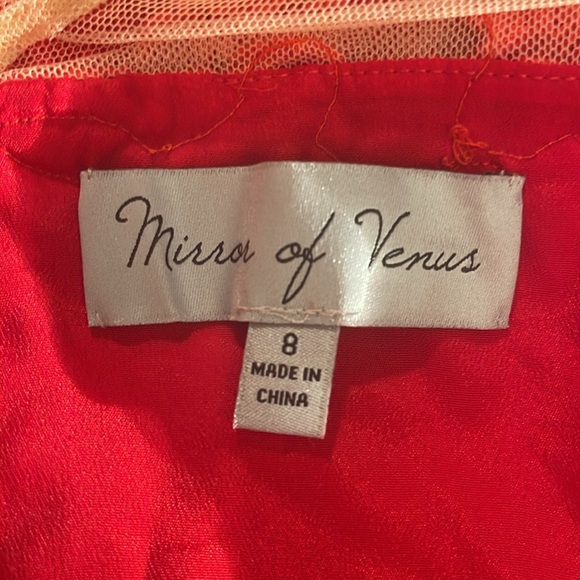 Mirror of Venus
8
MADE IN
CHINA